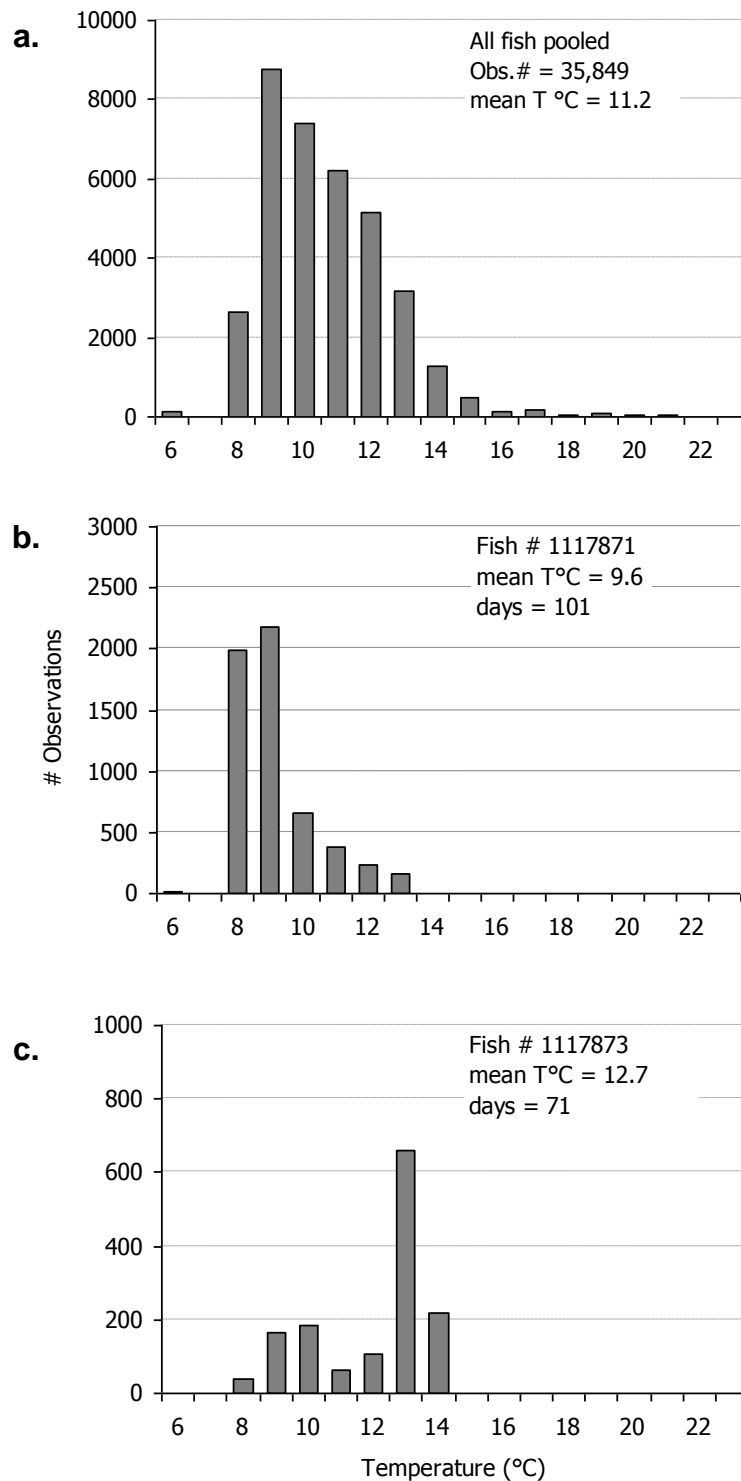 a.
All fish pooled
Obs.# = 35,849
mean T °C = 11.2
10000
8000
6000
4000
2000
0
6 8 10 12 14 16 18 20 22
b.
Fish # 1117871
mean T°C = 9.6
days = 101
3000
2500
2000
1500
1000
500
0
# Observations
6 8 10 12 14 16 18 20 22
c.
Fish # 1117873
mean T°C = 12.7
days = 71
1000
800
600
400
200
0
6 8 10 12 14 16 18 20 22
Temperature (°C)